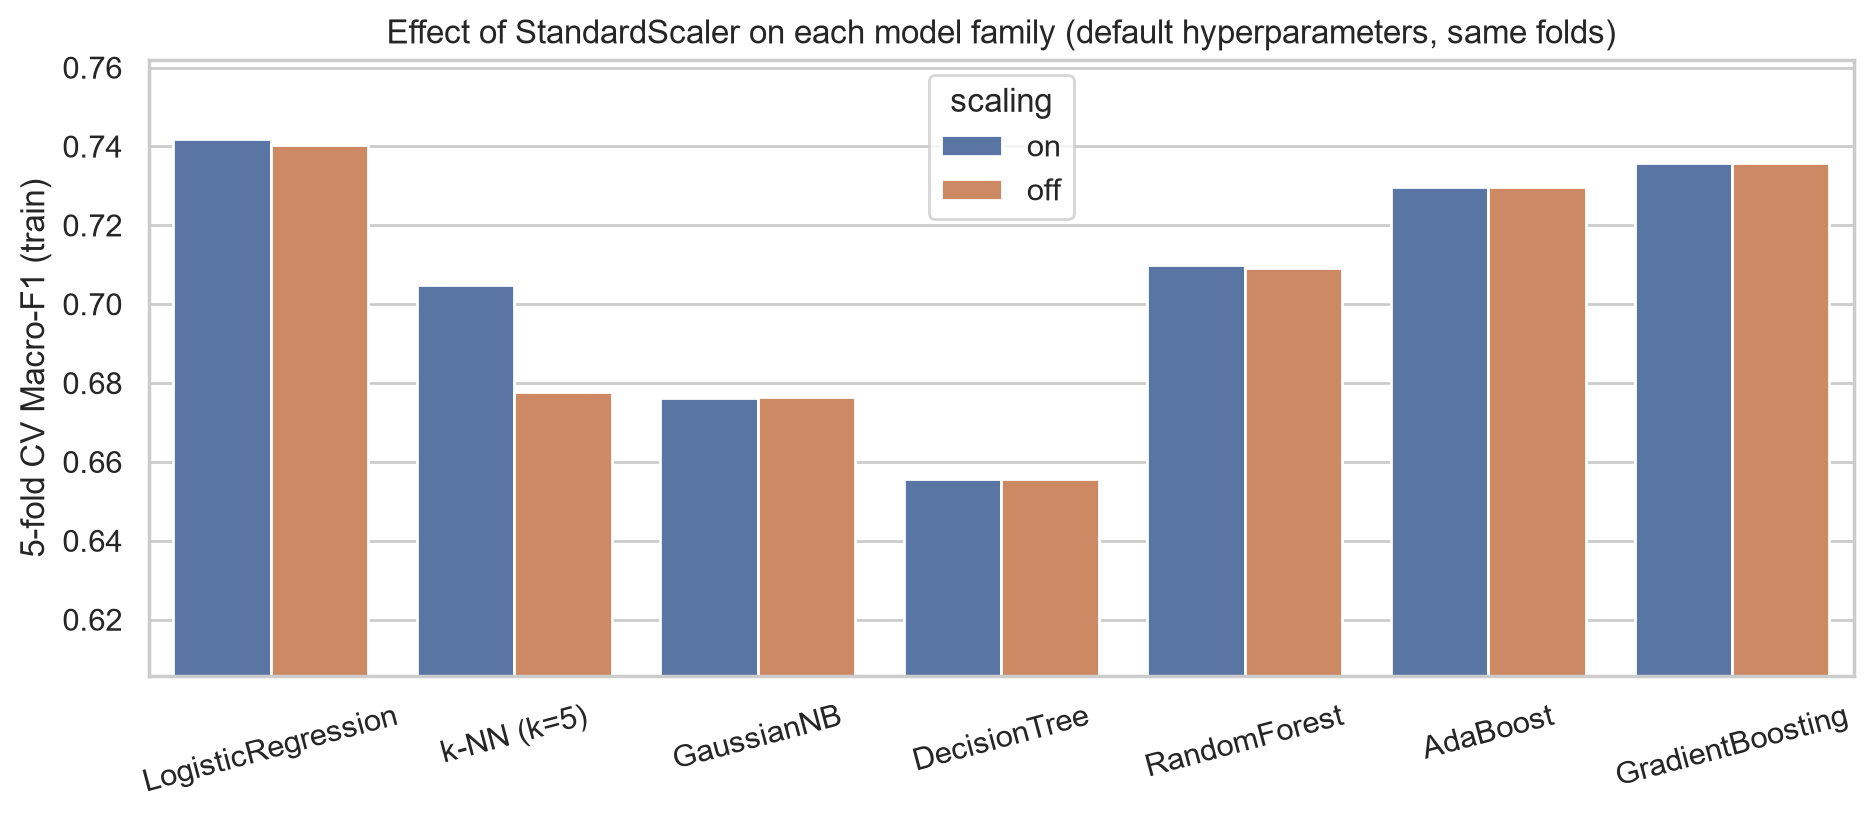 Effect of StandardScaler on each model family (default hyperparameters, same folds)
5-fold CV Macro-F1 (train)
0.76
0.74
0.72
0.70
0.68
0.66
0.64
0.62
scaling
on
off
LogisticRegression
k-NN (k=5)
GaussianNB
DecisionTree
RandomForest
AdaBoost
GradientBoosting